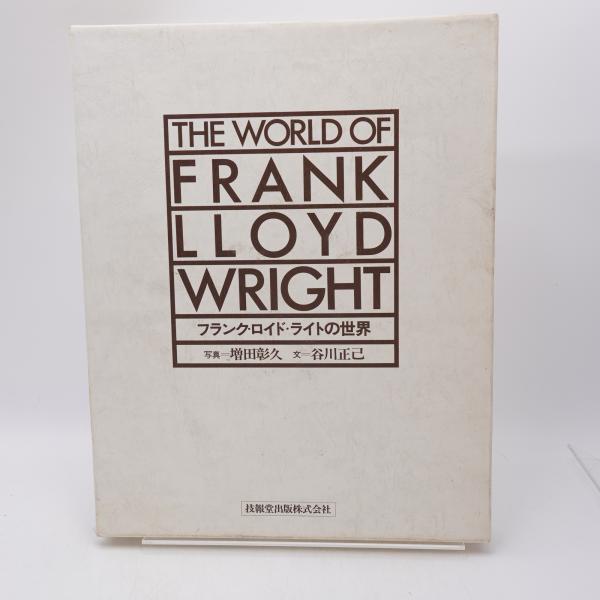 THE WORLD OF
FRANK
LLOYD
WRIGHT
フランク・ロイド・ライトの世界
写真=増田彰久 文=谷川正己
技報堂出版株式会社